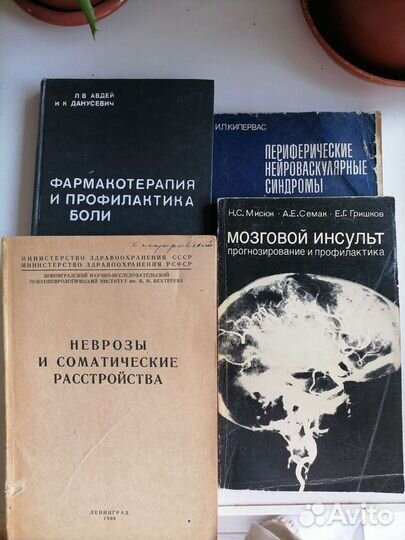 Л. В. АВДЕЙ
И К ДАНУСЕВИЧ
ФАРМАКОТЕРАПИЯ
И ПРОФИЛАКТИКА
БОЛИ
И.П.КИПЕРВАС
ПЕРИФЕРИЧЕСКИЕ
НЕЙРОВАСКУЛЯРНЫЕ
СИНДРОМЫ
Н.С. Мисюк · А.Е.Семак · Е.Г. Гришков
МОЗГОВОЙ ИНСУЛЬТ
прогнозирование и профилактика
МИНИСТЕРСТВО ЗДРАВООХРАНЕНИЯ СССР
МИНИСТЕРСТВО ЗДРАВООХРАНЕНИЯ РСФСР
ЛЕНИНГРАДСКИЙ НАУЧНО-ИССЛЕДОВАТЕЛЬСКИЙ
ПСИХОНЕВРОЛОГИЧЕСКИЙ ИНСТИТУТ им. В. М. БЕХТЕРЕВА
НЕВРОЗЫ
И СОМАТИЧЕСКИЕ
РАССТРОЙСТВА
ЛЕНИНГРАД
1966
Avito